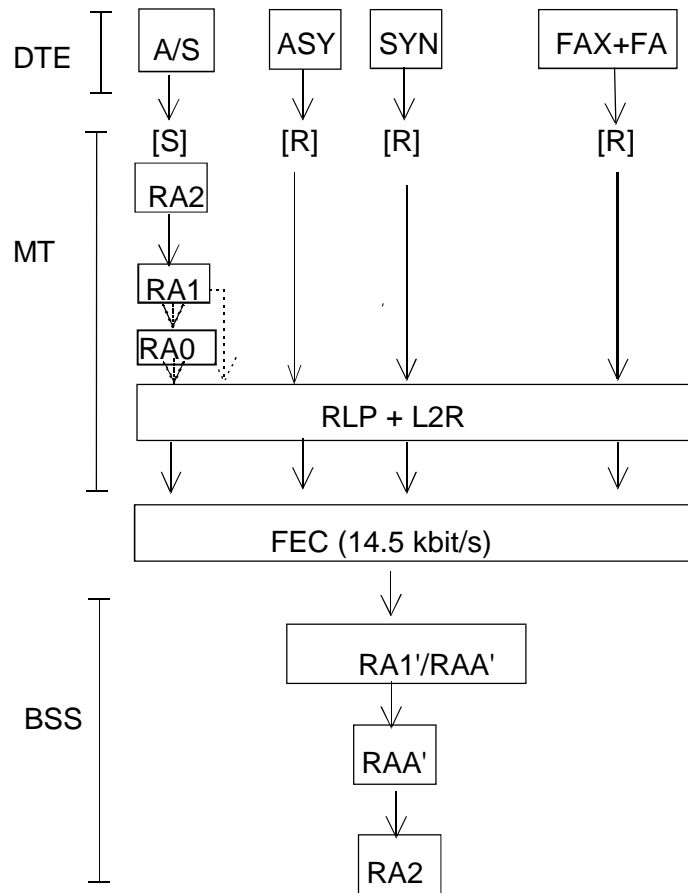 DTE A/S ASY SYN FAX+FA
[S] [R] [R] [R]
RA2
MT
RA1
RA0
RLP + L2R
FEC (14.5 kbit/s)
RA1'/RAA'
BSS
RAA'
RA2